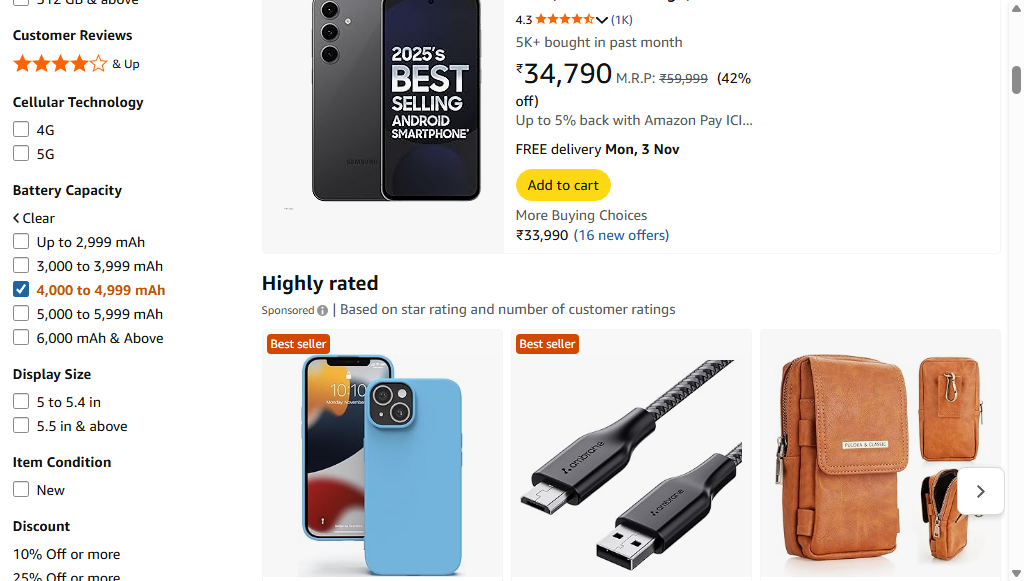 512 GB & above
Customer Reviews
& Up
Cellular Technology
4G
5G
Battery Capacity
Clear
Up to 2,999 mAh
3,000 to 3,999 mAh
4,000 to 4,999 mAh
5,000 to 5,999 mAh
6,000 mAh & Above
Display Size
5 to 5.4 in
5.5 in & above
Item Condition
New
Discount
10% Off or more
25% Off or more
2025's
BEST
SELLING
ANDROID
SMARTPHONE*
SAMSUNG
4.3 (1K)
5K+ bought in past month
₹34,790 M.R.P: ₹59,999 (42%
off)
Up to 5% back with Amazon Pay ICI...
FREE delivery Mon, 3 Nov
Add to cart
More Buying Choices
₹33,990 (16 new offers)
Highly rated
Sponsored | Based on star rating and number of customer ratings
Best seller
10:10
Best seller
ambrane
ambrane